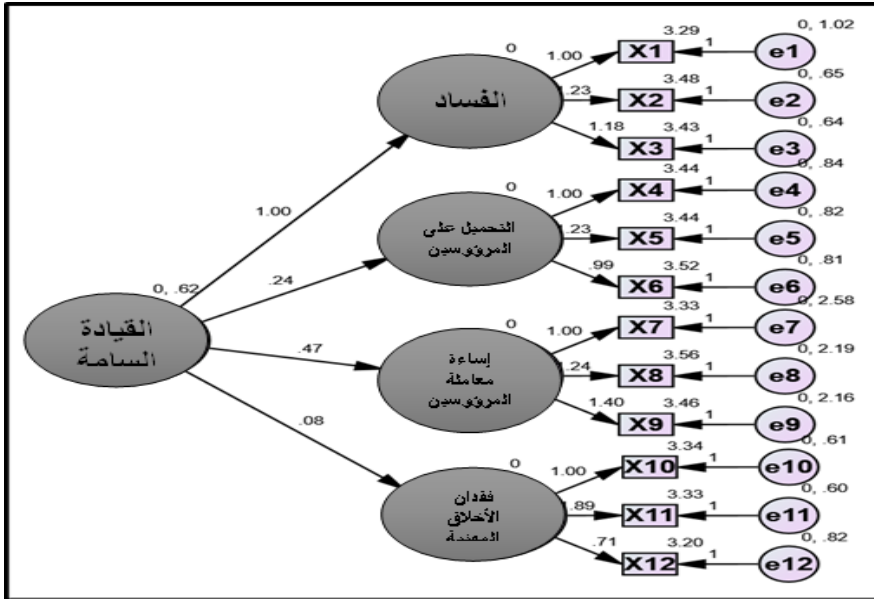 0, 1.02
3.29
0
1.00
X1
1
e1
0, .65
3.48
الفساد
1.23
X2
1
e2
0, .64
3.43
1.18
X3
1
e3
0, .84
3.44
0
1.00
X4
1
e4
0, .82
3.44
1.00
التحميل على
المرؤوسين
1.23
X5
1
e5
0, .81
3.52
.99
X6
1
e6
0, 2.58
3.33
0, .62
.24
0
1.00
X7
1
e7
0, 2.19
3.56
القيادة
السامة
.47
إساءة
معاملة
المرؤوسين
1.24
X8
1
e8
0, 2.16
3.46
1.40
X9
1
e9
0, .61
3.34
.08
0
1.00
X10
1
e10
0, .60
3.33
فقدان
الأخلاق
المهنية
.89
X11
1
e11
0, .82
3.20
.71
X12
1
e12